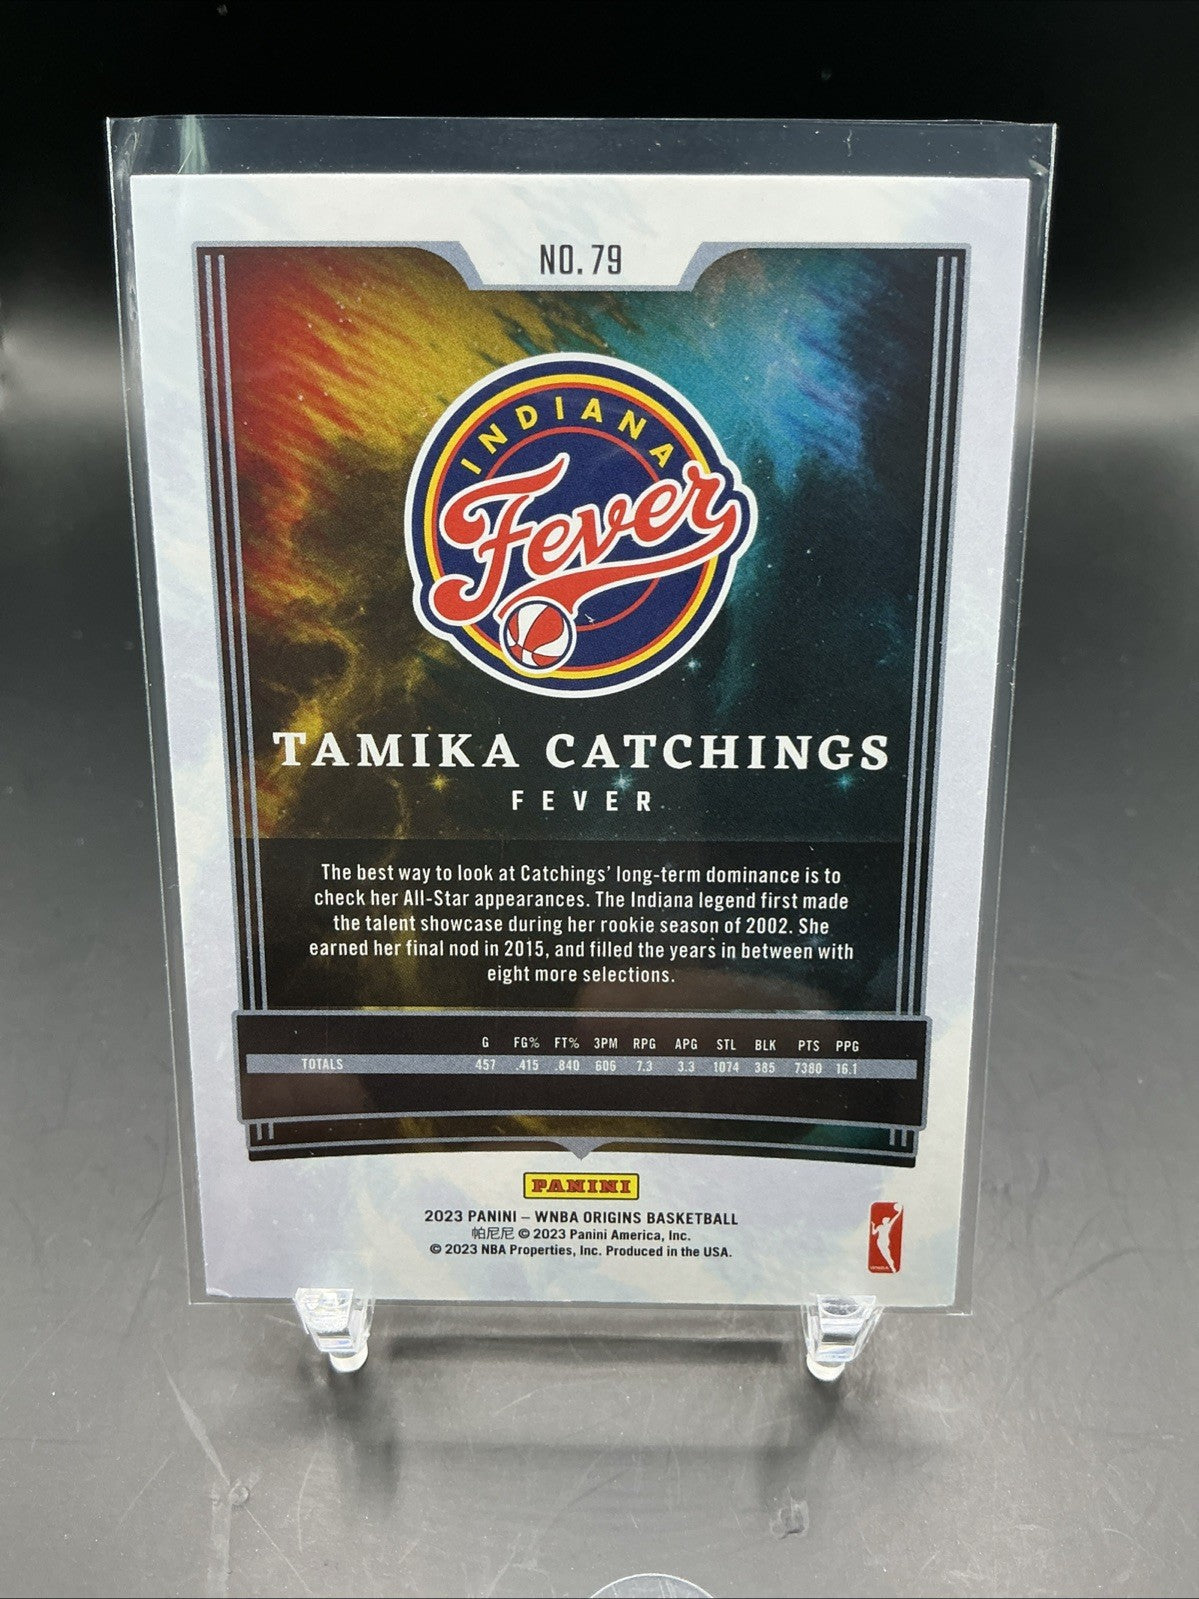 NO. 79
INDIANA
Fever
TAMIKA CATCHINGS
FEVER
The best way to look at Catchings' long-term dominance is to
check her All-Star appearances. The Indiana legend first made
the talent showcase during her rookie season of 2002. She
earned her final nod in 2015, and filled the years in between with
eight more selections.
G FG% FT% 3PM RPG APG STL BLK PTS PPG
TOTALS 457 .415 .840 606 7.3 3.3 1074 385 7380 16.1
PANINI
2023 PANINI – WNBA ORIGINS BASKETBALL
帕尼尼 © 2023 Panini America, Inc.
© 2023 NBA Properties, Inc. Produced in the USA.